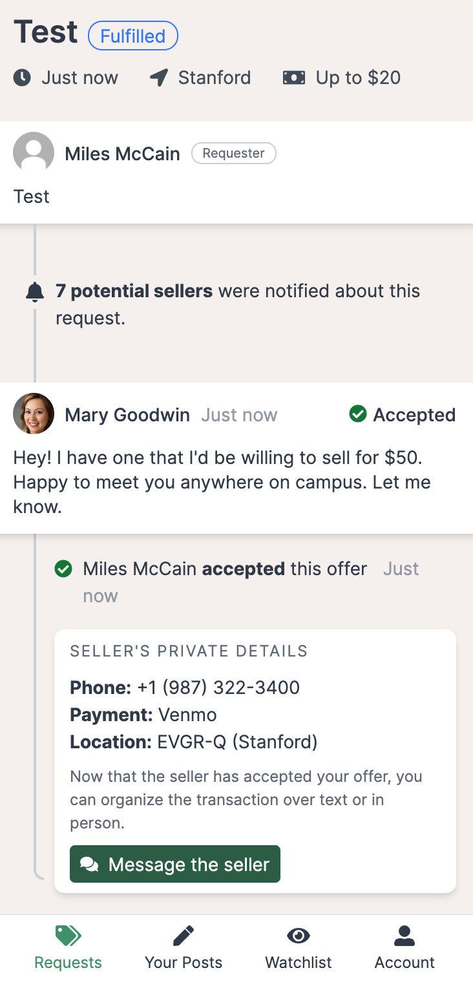 Test Fulfilled
Just now Stanford Up to $20
Miles McCain Requester
Test
7 potential sellers were notified about this
request.
Mary Goodwin Just now Accepted
Hey! I have one that I'd be willing to sell for $50.
Happy to meet you anywhere on campus. Let me
know.
Miles McCain accepted this offer Just
now
SELLER'S PRIVATE DETAILS
Phone: +1 (987) 322-3400
Payment: Venmo
Location: EVGR-Q (Stanford)
Now that the seller has accepted your offer, you
can organize the transaction over text or in
person.
Message the seller
Requests Your Posts Watchlist Account